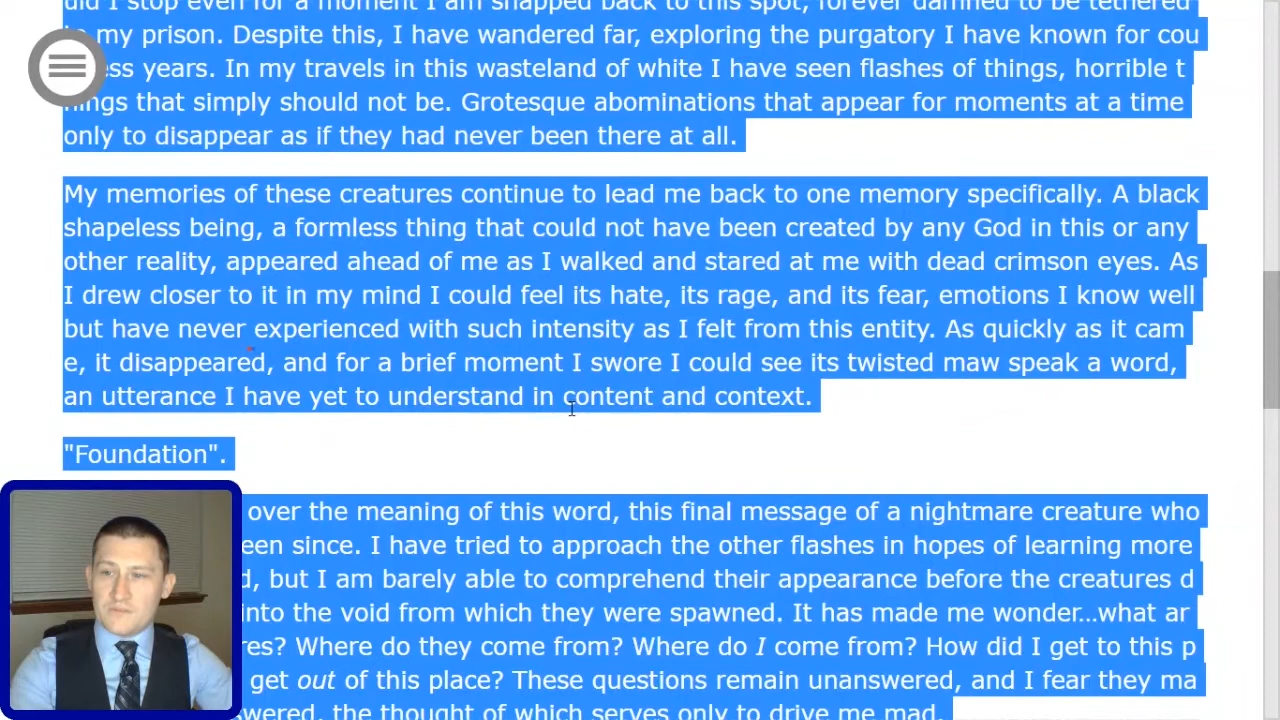 did I stop even for a moment I am snapped back to this spot, forever damned to be tethered
my prison. Despite this, I have wandered far, exploring the purgatory I have known for cou
ess years. In my travels in this wasteland of white I have seen flashes of things, horrible t
hings that simply should not be. Grotesque abominations that appear for moments at a time
only to disappear as if they had never been there at all.
My memories of these creatures continue to lead me back to one memory specifically. A black
shapeless being, a formless thing that could not have been created by any God in this or any
other reality, appeared ahead of me as I walked and stared at me with dead crimson eyes. As
I drew closer to it in my mind I could feel its hate, its rage, and its fear, emotions I know well
but have never experienced with such intensity as I felt from this entity. As quickly as it cam
e, it disappeared, and for a brief moment I swore I could see its twisted maw speak a word,
an utterance I have yet to understand in content and context.
"Foundation".
over the meaning of this word, this final message of a nightmare creature who
een since. I have tried to approach the other flashes in hopes of learning more
d, but I am barely able to comprehend their appearance before the creatures d
into the void from which they were spawned. It has made me wonder...what ar
res? Where do they come from? Where do I come from? How did I get to this p
get out of this place? These questions remain unanswered, and I fear they ma
swered, the thought of which serves only to drive me mad.